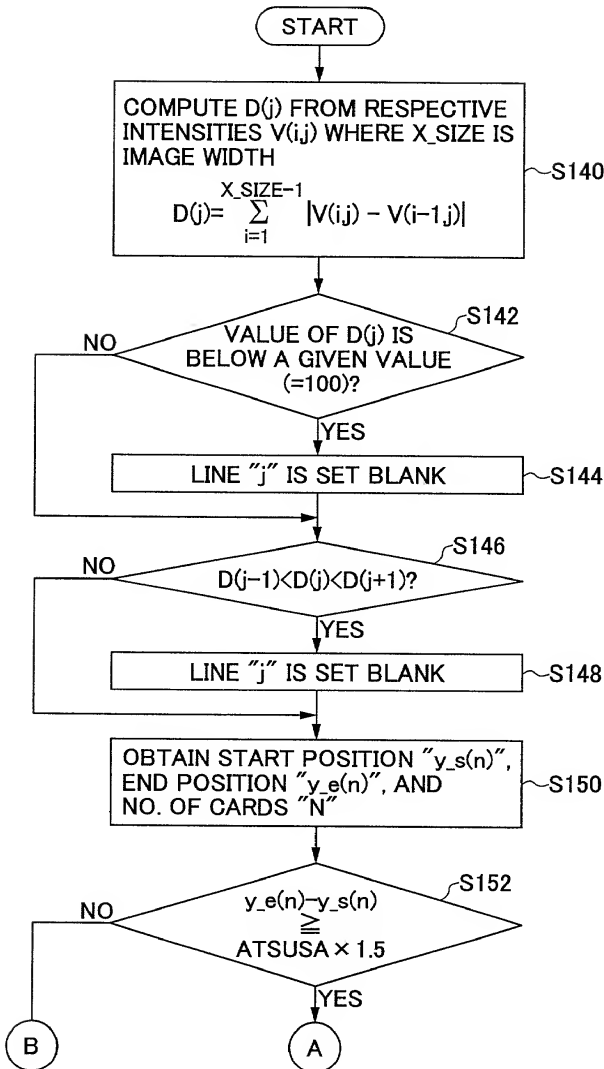 START
COMPUTE D(j) FROM RESPECTIVE
INTENSITIES V(i,j) WHERE X_SIZE IS
IMAGE WIDTH
X_SIZE-1
D(j)= Σ |V(i,j) - V(i-1,j)|
i=1
S140
S142
NO
VALUE OF D(j) IS
BELOW A GIVEN VALUE
(=100)?
YES
LINE "j" IS SET BLANK
S144
S146
NO
D(j-1)<D(j)<D(j+1)?
YES
LINE "j" IS SET BLANK
S148
OBTAIN START POSITION "y_s(n)",
END POSITION "y_e(n)", AND
NO. OF CARDS "N"
S150
S152
NO
y_e(n)-y_s(n)
≧
ATSUSA × 1.5
YES
B
A